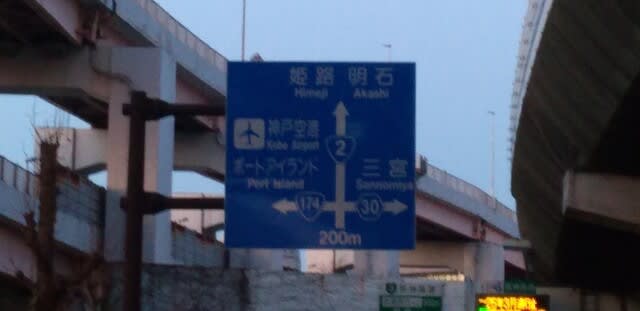 姫路 明石
Himeji Akashi
神戸空港
Kobe Airport
2
ポートアイランド
Port Island
三宮
Sannomiya
174
30
200m